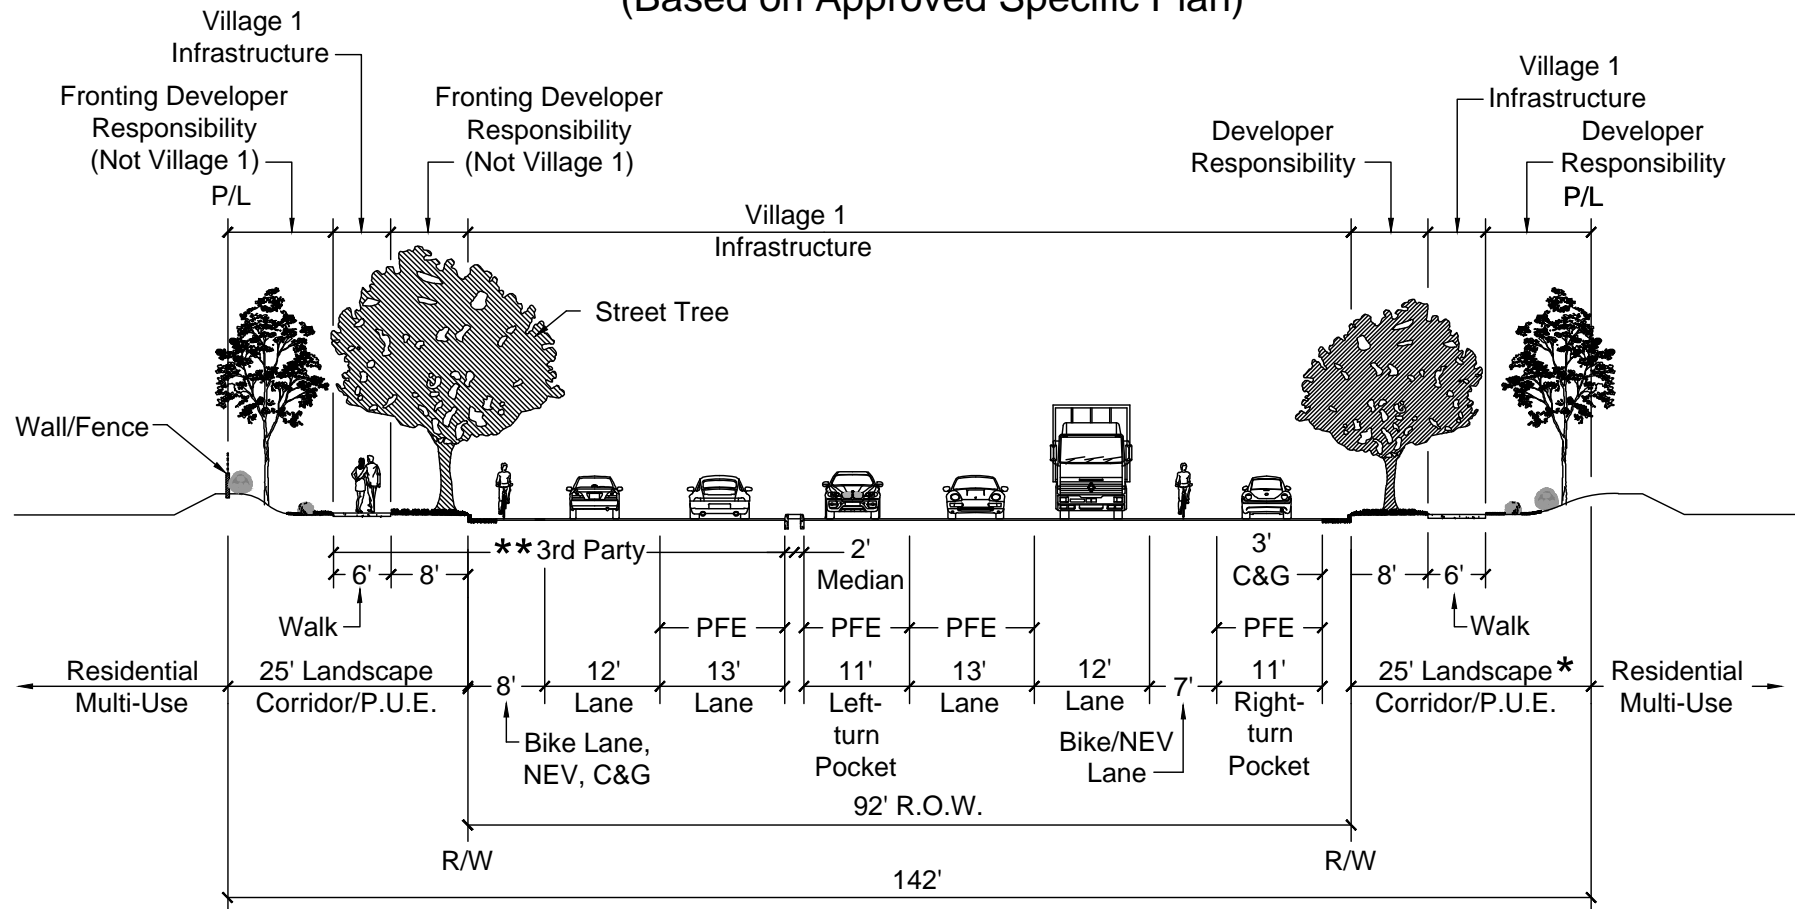 (Based on Approved Specific Plan)
Village 1
Infrastructure
Fronting Developer
Responsibility
(Not Village 1)
P/L
Fronting Developer
Responsibility
(Not Village 1)
Village 1
Infrastructure
Developer
Responsibility
Village 1
Infrastructure
Developer
Responsibility
P/L
Street Tree
Wall/Fence
**3rd Party
2'
Median
3'
C&G
6'
8'
8'
6'
Walk
PFE
PFE
PFE
PFE
Walk
Residential
Multi-Use
25' Landscape
Corridor/P.U.E.
8'
12'
Lane
13'
Lane
11'
Left-
turn
Pocket
13'
Lane
12'
Lane
7'
11'
Right-
turn
Pocket
25' Landscape*
Corridor/P.U.E.
Residential
Multi-Use
Bike Lane,
NEV, C&G
Bike/NEV
Lane
92' R.O.W.
R/W
R/W
142'